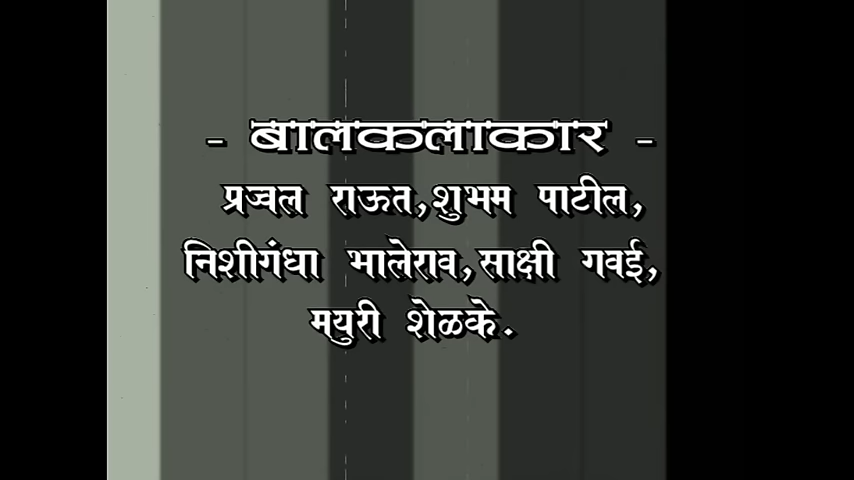 - बालकलाकार -
प्रज्वल राऊत,शुभम पाटील,
निशीगंधा भालेराव,साक्षी गवई,
मयुरी शेळके.